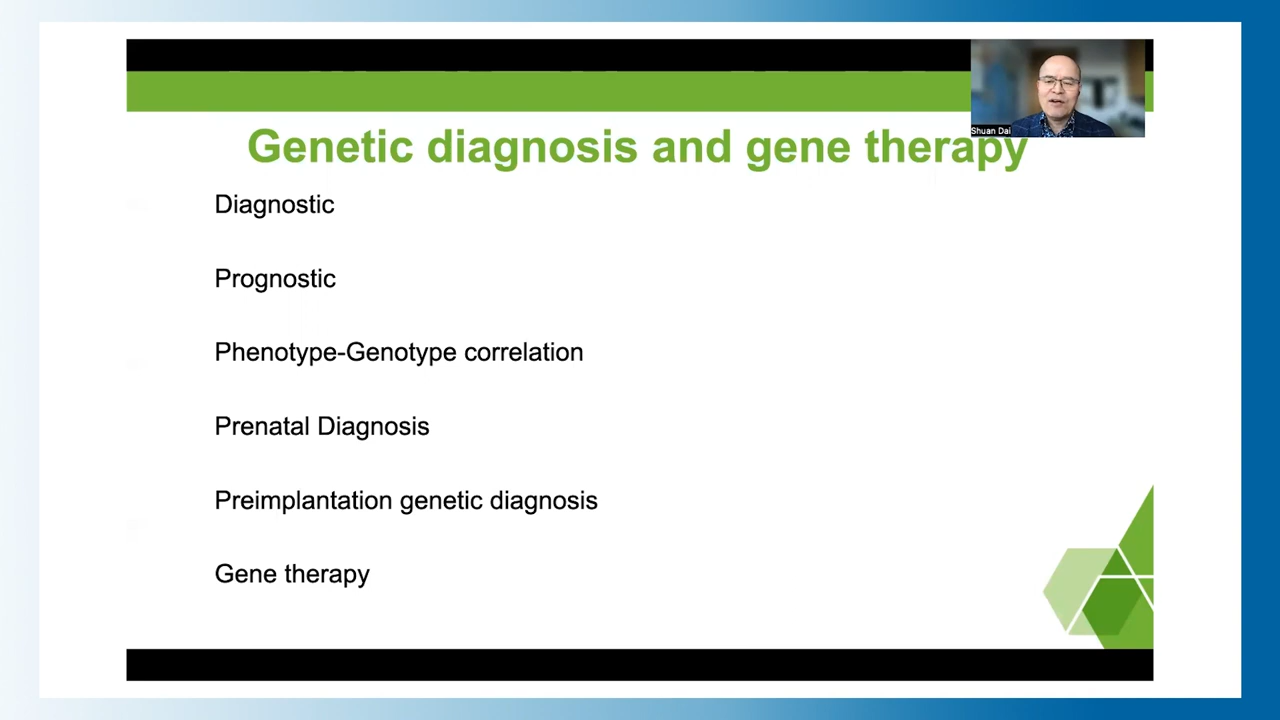 Shuan Dai
Genetic diagnosis and gene therapy
Diagnostic
Prognostic
Phenotype-Genotype correlation
Prenatal Diagnosis
Preimplantation genetic diagnosis
Gene therapy